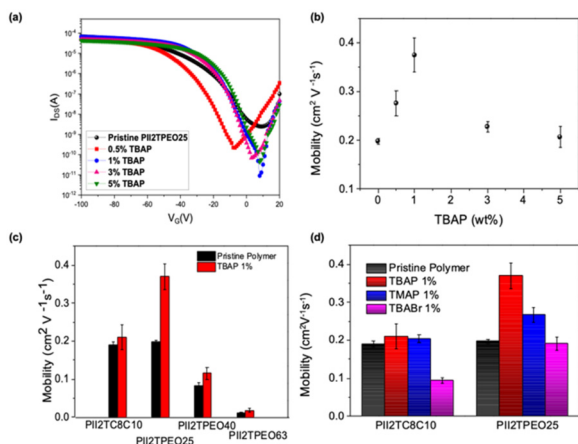 (a)
10⁻³
10⁻⁴
10⁻⁵
10⁻⁶
10⁻⁷
10⁻⁸
10⁻⁹
10⁻¹⁰
10⁻¹¹
10⁻¹²
I_DS(A)
Pristine PII2TPEO25
0.5% TBAP
1% TBAP
3% TBAP
5% TBAP
-100 -80 -60 -40 -20 0 20
V_G(V)
(b)
Mobility (cm² V⁻¹s⁻¹)
0.4
0.3
0.2
0.1
0 1 2 3 4 5
TBAP (wt%)
(c)
Mobility (cm² V⁻¹s⁻¹)
0.4
0.3
0.2
0.1
0.0
Pristine Polymer
TBAP 1%
PII2TC8C10 PII2TPEO40
PII2TPEO25 PII2TPEO63
(d)
Mobility (cm²V⁻¹s⁻¹)
0.4
0.3
0.2
0.1
0.0
Pristine Polymer
TBAP 1%
TMAP 1%
TBABr 1%
PII2TC8C10 PII2TPEO25